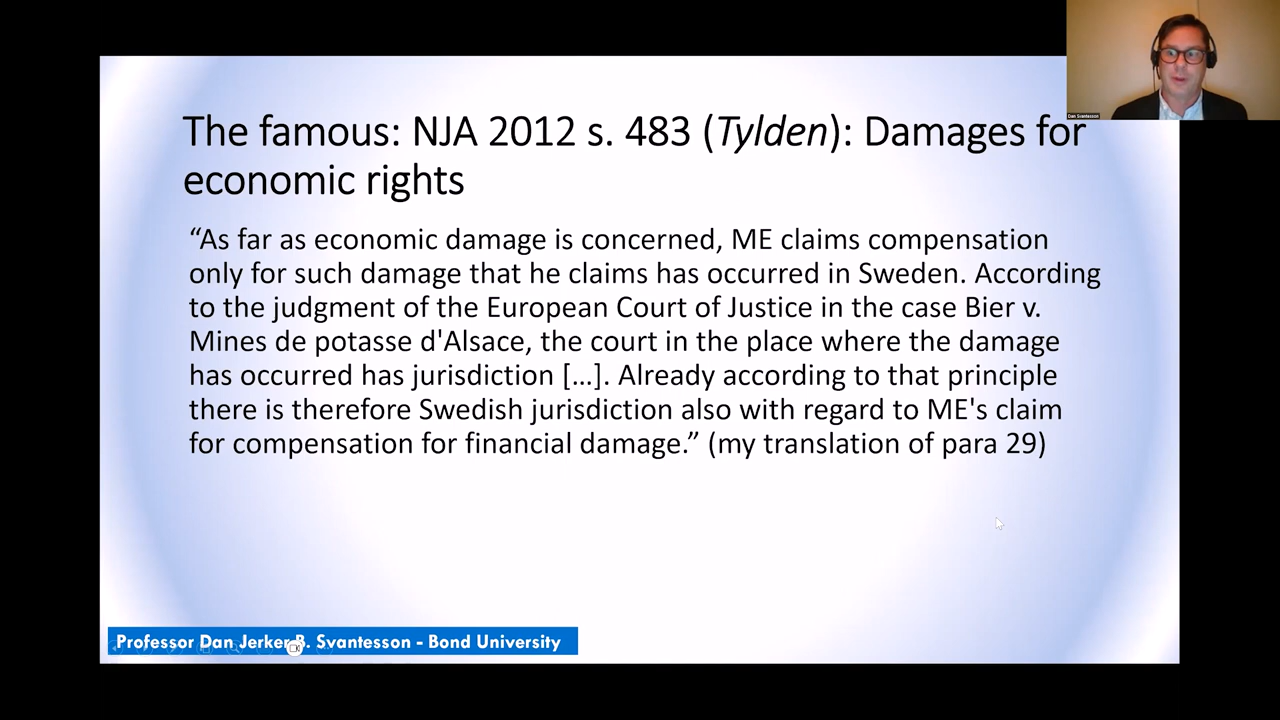 Dan Svantesson
The famous: NJA 2012 s. 483 (Tylden): Damages for
economic rights
“As far as economic damage is concerned, ME claims compensation
only for such damage that he claims has occurred in Sweden. According
to the judgment of the European Court of Justice in the case Bier v.
Mines de potasse d'Alsace, the court in the place where the damage
has occurred has jurisdiction […]. Already according to that principle
there is therefore Swedish jurisdiction also with regard to ME's claim
for compensation for financial damage.” (my translation of para 29)
Professor Dan Jerker B. Svantesson - Bond University